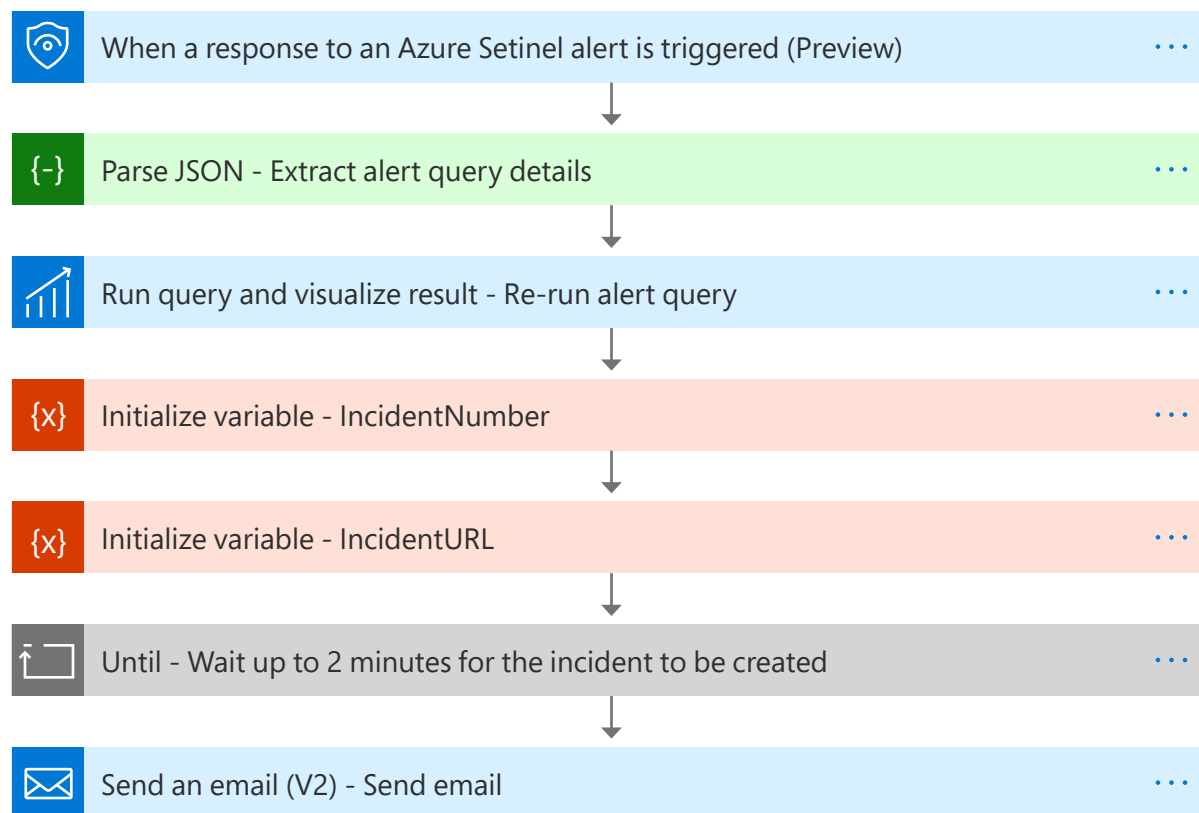 When a response to an Azure Setinel alert is triggered (Preview)
{-} Parse JSON - Extract alert query details
Run query and visualize result - Re-run alert query
{x} Initialize variable - IncidentNumber
{x} Initialize variable - IncidentURL
Until - Wait up to 2 minutes for the incident to be created
Send an email (V2) - Send email